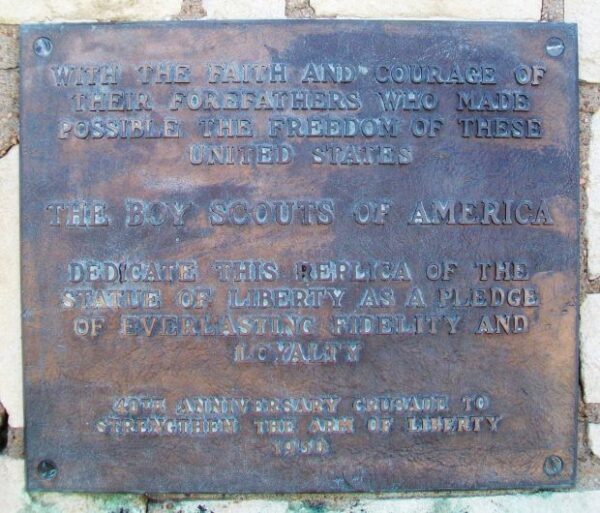 WITH THE FAITH AND COURAGE OF
THEIR FOREFATHERS WHO MADE
POSSIBLE THE FREEDOM OF THESE
UNITED STATES
THE BOY SCOUTS OF AMERICA
DEDICATE THIS REPLICA OF THE
STATUE OF LIBERTY AS A PLEDGE
OF EVERLASTING FIDELITY AND
LOYALTY
40TH ANNIVERSARY CRUSADE TO
STRENGTHEN THE ARM OF LIBERTY
1950